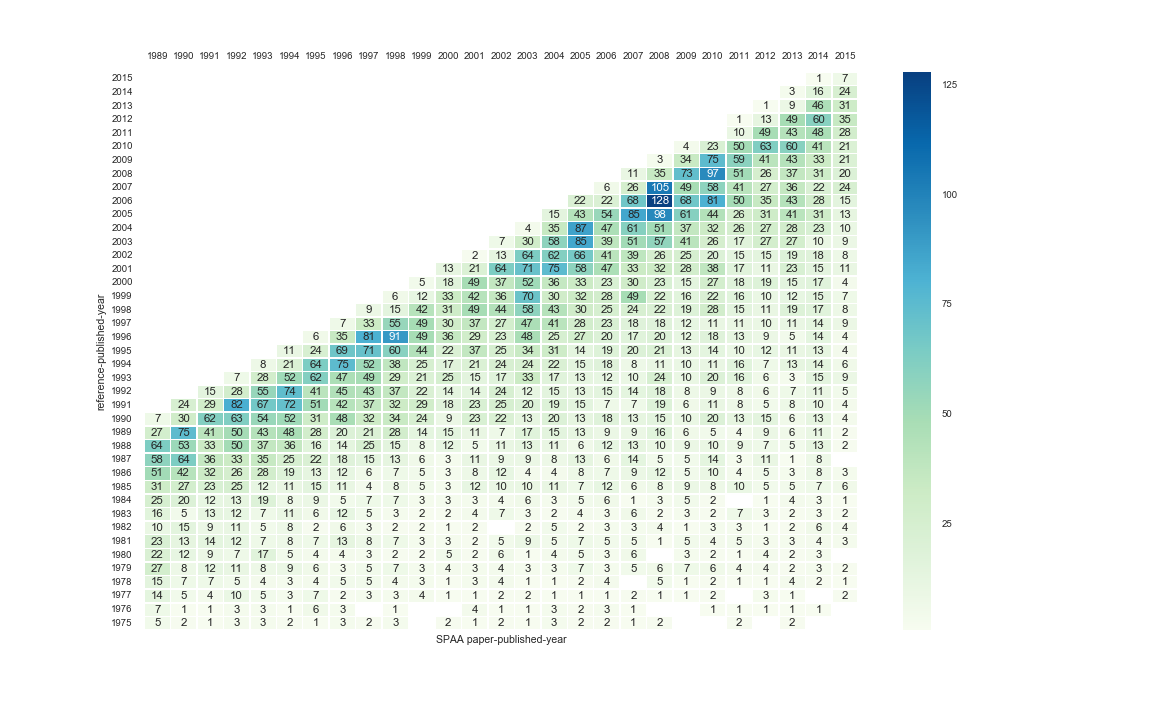 1989 1990 1991 1992 1993 1994 1995 1996 1997 1998 1999 2000 2001 2002 2003 2004 2005 2006 2007 2008 2009 2010 2011 2012 2013 2014 2015
2015 1 7
2014 3 16 24
2013 1 9 46 31
2012 1 13 49 60 35
2011 10 49 43 48 28
2010 4 23 50 63 60 41 21
2009 3 34 75 59 41 43 33 21
2008 11 35 73 97 51 26 37 31 20
2007 6 26 105 49 58 41 27 36 22 24
2006 22 22 68 128 68 81 50 35 43 28 15
2005 15 43 54 85 98 61 44 26 31 41 31 13
2004 4 35 87 47 61 51 37 32 26 27 28 23 10
2003 7 30 58 85 39 51 57 41 26 17 27 27 10 9
2002 2 13 64 62 66 41 39 26 25 20 15 15 19 18 8
2001 13 21 64 71 75 58 47 33 32 28 38 17 11 23 15 11
2000 5 18 49 37 52 36 33 23 30 23 15 27 18 19 15 17 4
1999 6 12 33 42 36 70 30 32 28 49 22 16 22 16 10 12 15 7
1998 9 15 42 31 49 44 58 43 30 25 24 22 19 28 15 11 19 17 8
1997 7 33 55 49 30 37 27 47 41 28 23 18 18 12 11 11 10 11 14 9
1996 6 35 81 91 49 36 29 23 48 25 27 20 17 20 12 18 13 9 5 14 4
1995 11 24 69 71 60 44 22 37 25 34 31 14 19 20 21 13 14 10 12 11 13 4
1994 8 21 64 75 52 38 25 17 21 24 24 22 15 18 8 11 10 11 16 7 13 14 6
1993 7 28 52 62 47 49 29 21 25 15 17 33 17 13 12 10 24 10 20 16 6 3 15 9
1992 15 28 55 74 41 45 43 37 22 14 14 24 12 15 13 15 14 18 8 9 8 6 7 11 5
1991 24 29 82 67 72 51 42 37 32 29 18 23 25 20 19 15 7 7 19 6 11 8 5 8 10 4
1990 7 30 62 63 54 52 31 48 32 34 24 9 23 22 13 20 13 18 13 15 10 20 13 15 6 13 4
1989 27 75 41 50 43 48 28 20 21 28 14 15 11 7 17 15 13 9 9 16 6 5 4 9 6 11 2
1988 64 53 33 50 37 36 16 14 25 15 8 12 5 11 13 11 6 12 13 10 9 10 9 7 5 13 2
1987 58 64 36 33 35 25 22 18 15 13 6 3 11 9 9 8 13 6 14 5 5 14 3 11 1 8
1986 51 42 32 26 28 19 13 12 6 7 5 3 8 12 4 4 8 7 9 12 5 10 4 5 3 8 3
1985 31 27 23 25 12 11 15 11 4 8 5 3 12 10 10 11 7 12 6 8 9 8 10 5 5 7 6
1984 25 20 12 13 19 8 9 5 7 7 3 3 3 4 6 3 5 6 1 3 5 2 1 4 3 1
1983 16 5 13 12 7 11 6 12 5 3 2 2 4 7 3 2 4 3 6 2 3 2 7 3 2 3 2
1982 10 15 9 11 5 8 2 6 3 2 2 1 2 2 5 2 3 3 4 1 3 3 1 2 6 4
1981 23 13 14 12 7 8 7 13 8 7 3 3 2 5 9 5 7 5 5 1 5 4 5 3 3 4 3
1980 22 12 9 7 17 5 4 4 3 2 2 5 2 6 1 4 5 3 6 3 2 1 4 2 3
1979 27 8 12 11 8 9 6 3 5 7 3 4 3 4 3 3 7 3 5 6 7 6 4 4 2 3 2
1978 15 7 7 5 4 3 4 5 5 4 3 1 3 4 1 1 2 4 5 1 2 1 1 4 2 1
1977 14 5 4 10 5 3 7 2 3 3 4 1 1 2 2 1 1 1 2 1 1 2 3 1 2
1976 7 1 1 3 3 1 6 3 1 4 1 1 3 2 3 1 1 1 1 1 1
1975 5 2 1 3 3 2 1 3 2 3 2 1 2 1 3 2 1 2 1 2 2 2
SPAA paper-published-year
reference-published-year
125
100
75
50
25